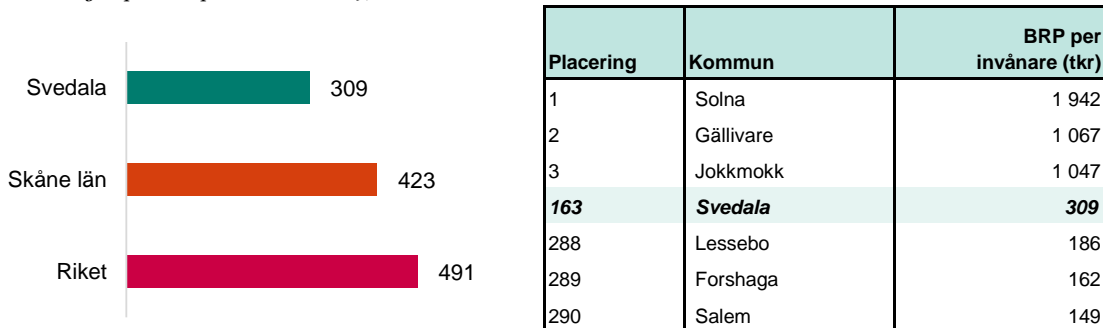 Svedala 309
Skåne län 423
Riket 491
Placering Kommun BRP per invånare (tkr)
1 Solna 1 942
2 Gällivare 1 067
3 Jokkmokk 1 047
163 Svedala 309
288 Lessebo 186
289 Forshaga 162
290 Salem 149